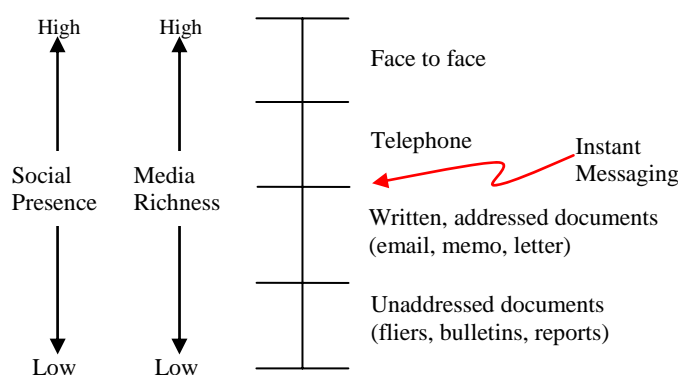 High
High
Face to face
Telephone
Instant
Messaging
Social
Presence
Media
Richness
Written, addressed documents
(email, memo, letter)
Unaddressed documents
(fliers, bulletins, reports)
Low
Low